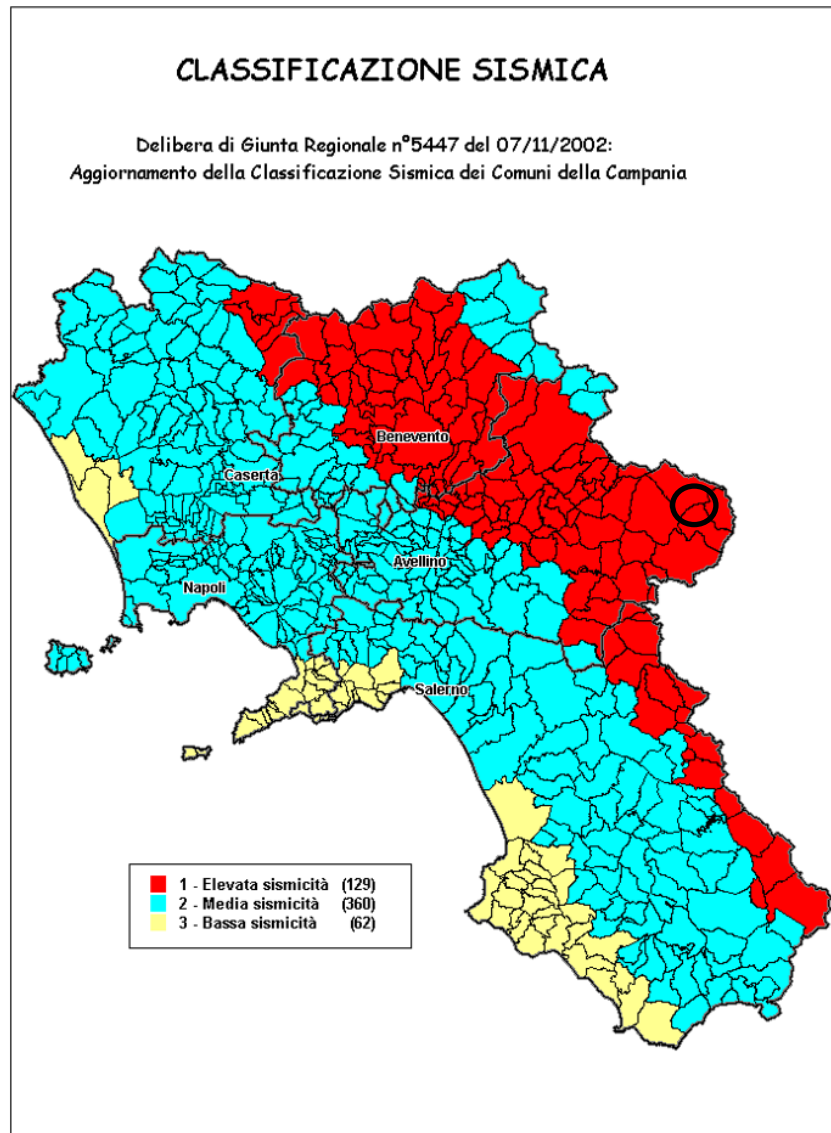 CLASSIFICAZIONE SISMICA
Delibera di Giunta Regionale n°5447 del 07/11/2002:
Aggiornamento della Classificazione Sismica dei Comuni della Campania
Benevento
Caserta
Avellino
Napoli
Salerno
1 - Elevata sismicità (129)
2 - Media sismicità (360)
3 - Bassa sismicità (62)